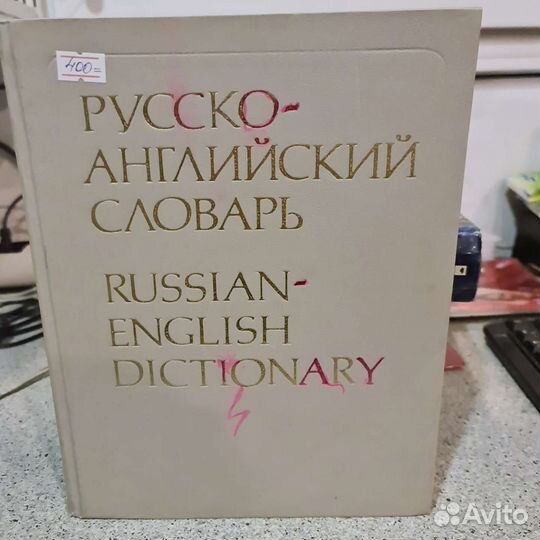 400=
РУССКО-
АНГЛИЙСКИЙ
СЛОВАРЬ
RUSSIAN-
ENGLISH
DICTIONARY
Avito